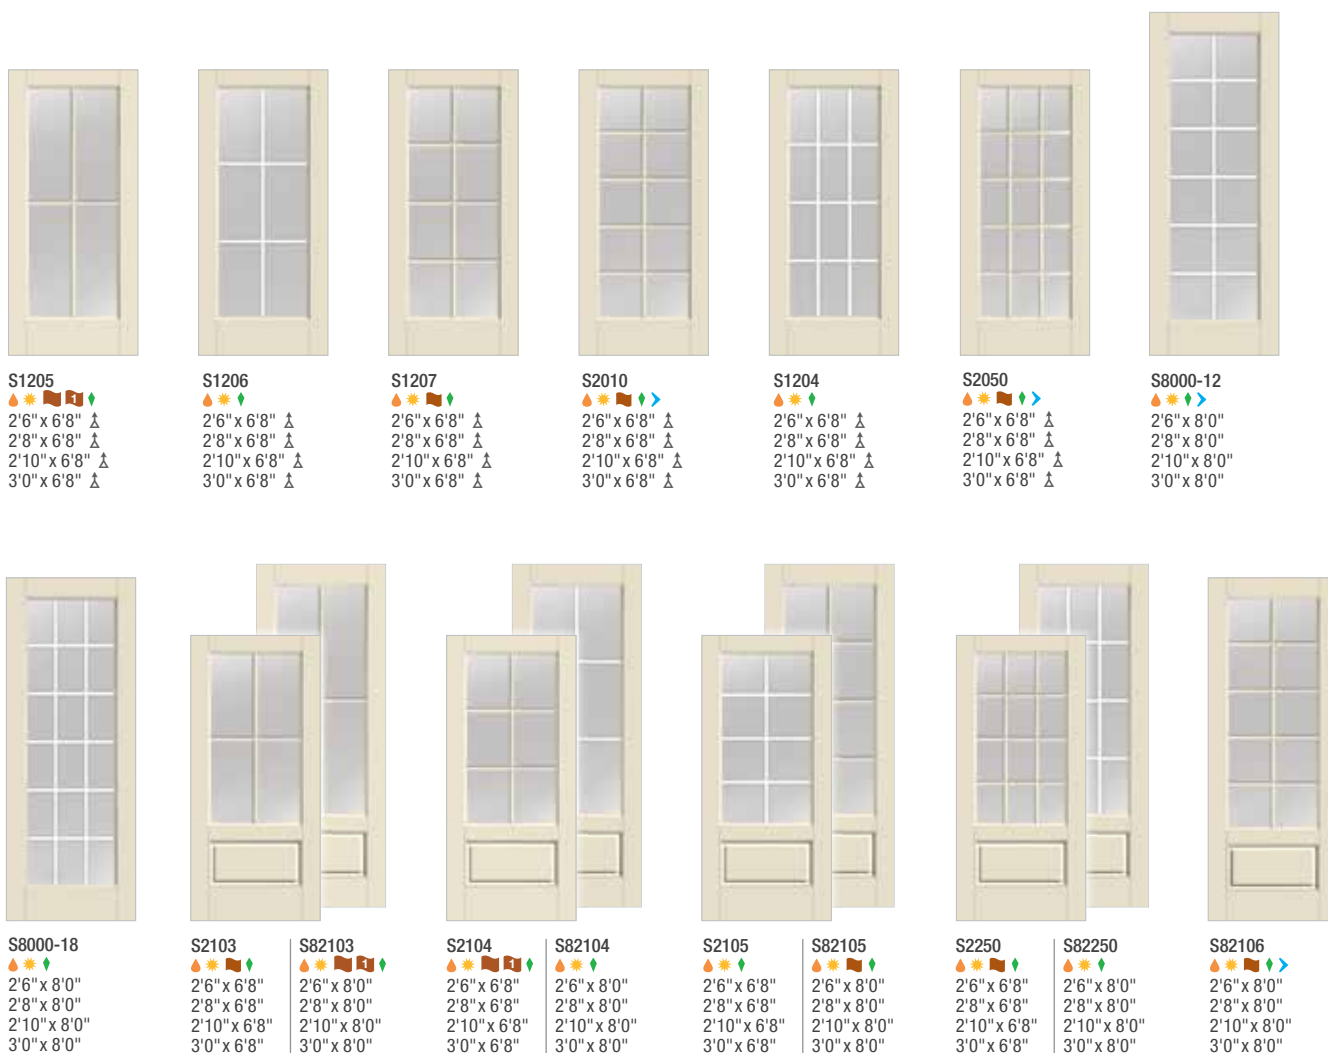 S1205
1
2'6" x 6'8"
2'8" x 6'8"
2'10" x 6'8"
3'0" x 6'8"
S1206
2'6" x 6'8"
2'8" x 6'8"
2'10" x 6'8"
3'0" x 6'8"
S1207
2'6" x 6'8"
2'8" x 6'8"
2'10" x 6'8"
3'0" x 6'8"
S2010
2'6" x 6'8"
2'8" x 6'8"
2'10" x 6'8"
3'0" x 6'8"
S1204
2'6" x 6'8"
2'8" x 6'8"
2'10" x 6'8"
3'0" x 6'8"
S2050
2'6" x 6'8"
2'8" x 6'8"
2'10" x 6'8"
3'0" x 6'8"
S8000-12
2'6" x 8'0"
2'8" x 8'0"
2'10" x 8'0"
3'0" x 8'0"
S8000-18
2'6" x 8'0"
2'8" x 8'0"
2'10" x 8'0"
3'0" x 8'0"
S2103
2'6" x 6'8"
2'8" x 6'8"
2'10" x 6'8"
3'0" x 6'8"
S82103
1
2'6" x 8'0"
2'8" x 8'0"
2'10" x 8'0"
3'0" x 8'0"
S2104
1
2'6" x 6'8"
2'8" x 6'8"
2'10" x 6'8"
3'0" x 6'8"
S82104
2'6" x 8'0"
2'8" x 8'0"
2'10" x 8'0"
3'0" x 8'0"
S2105
2'6" x 6'8"
2'8" x 6'8"
2'10" x 6'8"
3'0" x 6'8"
S82105
2'6" x 8'0"
2'8" x 8'0"
2'10" x 8'0"
3'0" x 8'0"
S2250
2'6" x 6'8"
2'8" x 6'8"
2'10" x 6'8"
3'0" x 6'8"
S82250
2'6" x 8'0"
2'8" x 8'0"
2'10" x 8'0"
3'0" x 8'0"
S82106
2'6" x 8'0"
2'8" x 8'0"
2'10" x 8'0"
3'0" x 8'0"